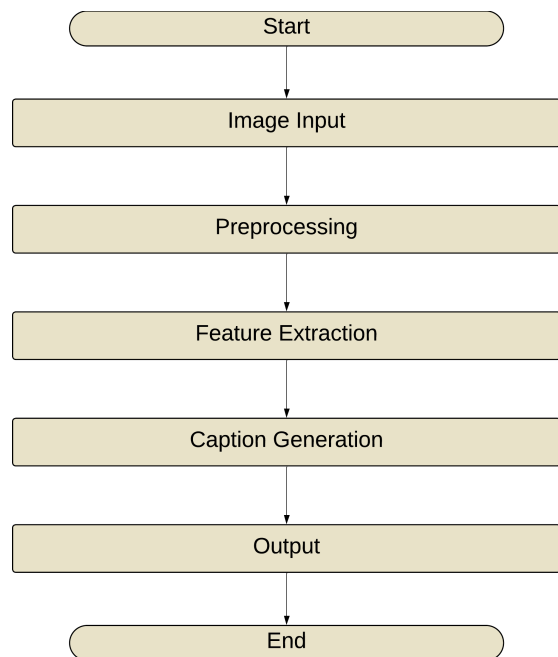 Start
Image Input
Preprocessing
Feature Extraction
Caption Generation
Output
End